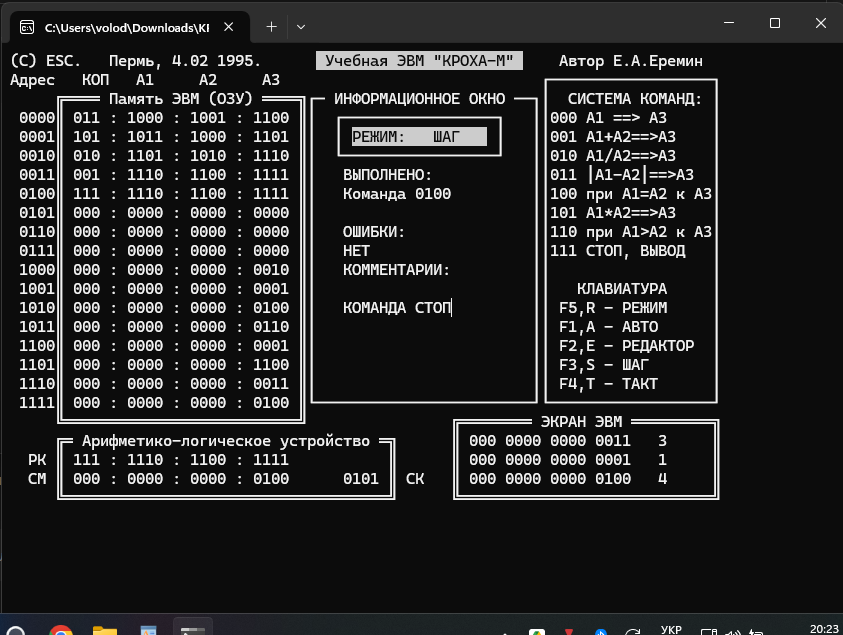 C:\Users\volod\Downloads\KI
(C) ESC. Пермь, 4.02 1995. Учебная ЭВМ "КРОХА-М" Автор Е.А.Еремин
Адрес КОП А1 А2 А3
Память ЭВМ (ОЗУ)
0000 011 : 1000 : 1001 : 1100
0001 101 : 1011 : 1000 : 1101
0010 010 : 1101 : 1010 : 1110
0011 001 : 1110 : 1100 : 1111
0100 111 : 1110 : 1100 : 1111
0101 000 : 0000 : 0000 : 0000
0110 000 : 0000 : 0000 : 0000
0111 000 : 0000 : 0000 : 0000
1000 000 : 0000 : 0000 : 0010
1001 000 : 0000 : 0000 : 0001
1010 000 : 0000 : 0000 : 0100
1011 000 : 0000 : 0000 : 0110
1100 000 : 0000 : 0000 : 0001
1101 000 : 0000 : 0000 : 1100
1110 000 : 0000 : 0000 : 0011
1111 000 : 0000 : 0000 : 0100
ИНФОРМАЦИОННОЕ ОКНО
РЕЖИМ: ШАГ
ВЫПОЛНЕНО:
Команда 0100
ОШИБКИ:
НЕТ
КОММЕНТАРИИ:
КОМАНДА СТОП
СИСТЕМА КОМАНД:
000 А1 ==> А3
001 А1+А2==>А3
010 А1/А2==>А3
011 |А1-А2|==>А3
100 при А1=А2 к А3
101 А1*А2==>А3
110 при А1>А2 к А3
111 СТОП, ВЫВОД
КЛАВИАТУРА
F5,R - РЕЖИМ
F1,A - АВТО
F2,E - РЕДАКТОР
F3,S - ШАГ
F4,T - ТАКТ
Арифметико-логическое устройство
РК 111 : 1110 : 1100 : 1111
СМ 000 : 0000 : 0000 : 0100 0101 СК
ЭКРАН ЭВМ
000 0000 0000 0011 3
000 0000 0000 0001 1
000 0000 0000 0100 4
УКР
20:23